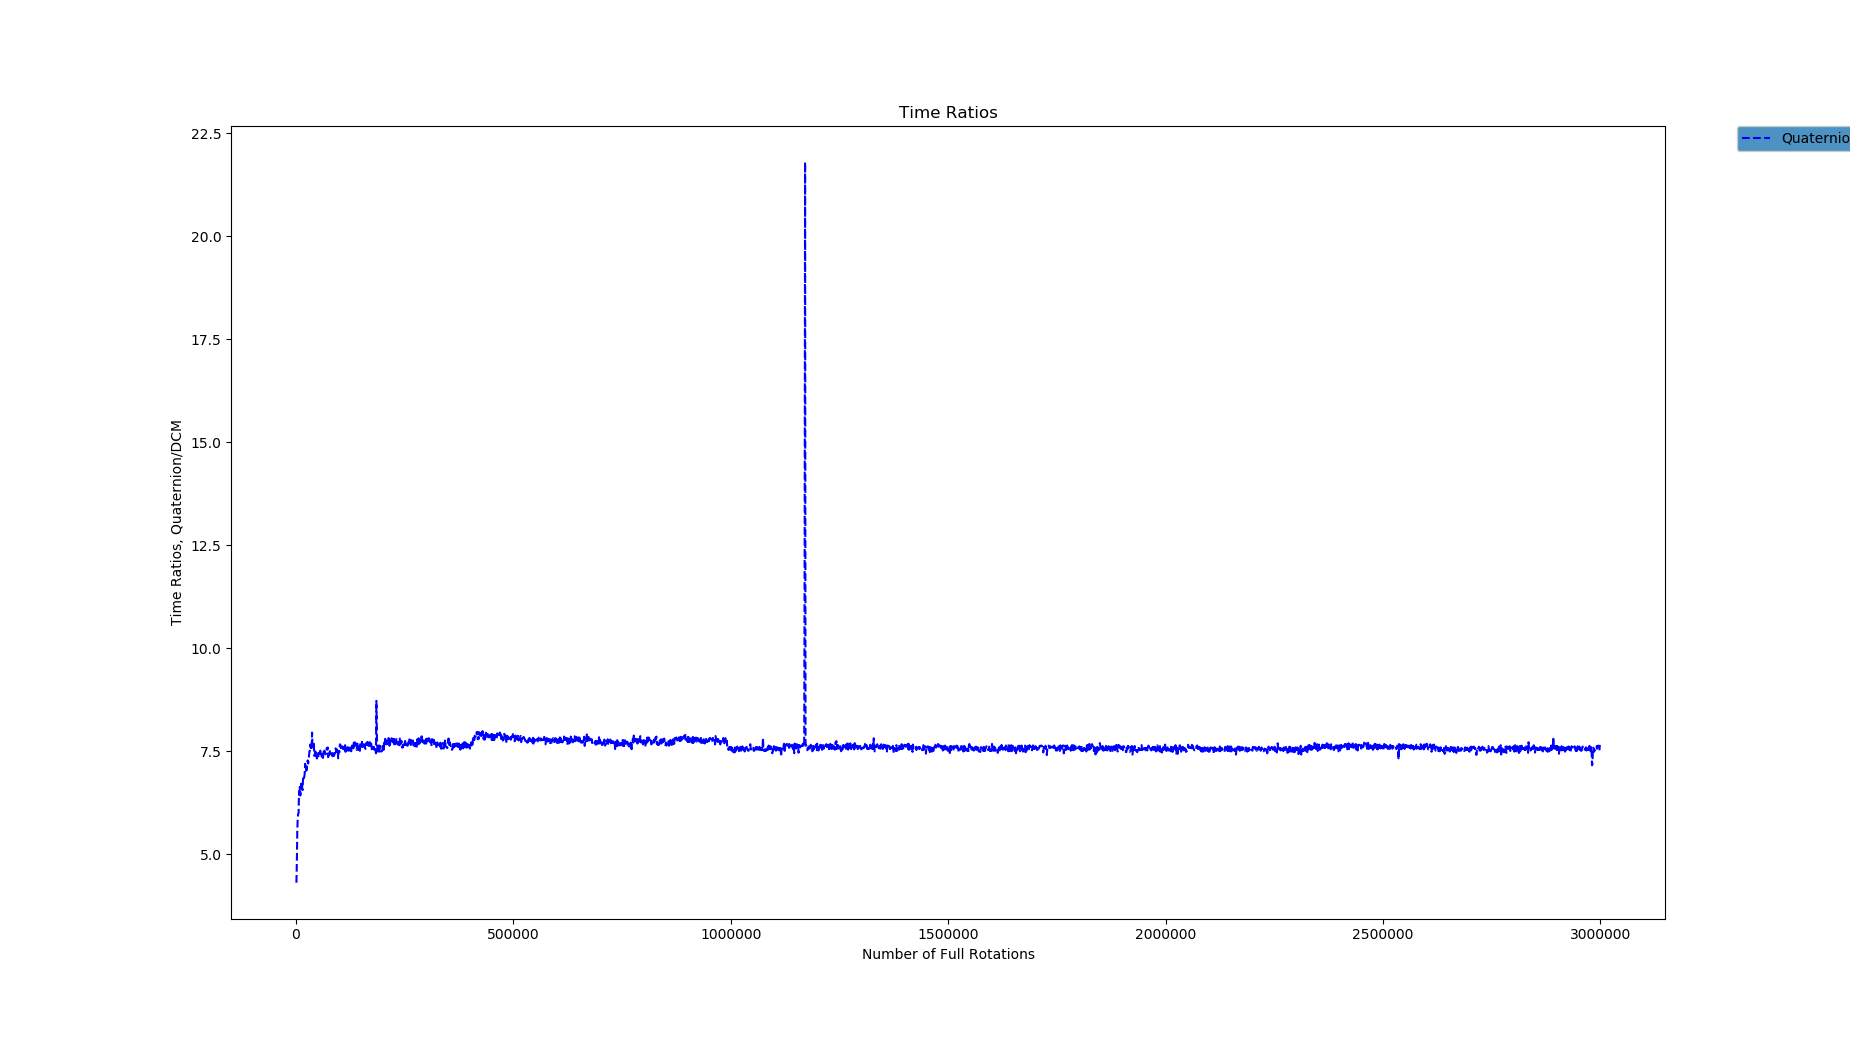 Time Ratios
22.5
20.0
17.5
15.0
12.5
10.0
7.5
5.0
Time Ratios, Quaternion/DCM
0 500000 1000000 1500000 2000000 2500000 3000000
Number of Full Rotations
Quaternio